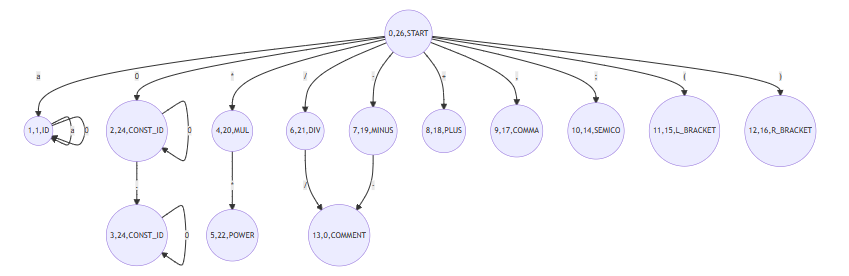 0,26,START
a
0
*
/
-
+
,
;
(
)
1,1,ID
a
0
2,24,CONST_ID
0
4,20,MUL
6,21,DIV
7,19,MINUS
8,18,PLUS
9,17,COMMA
10,14,SEMICO
11,15,L_BRACKET
12,16,R_BRACKET
.
*
/
-
3,24,CONST_ID
0
5,22,POWER
13,0,COMMENT